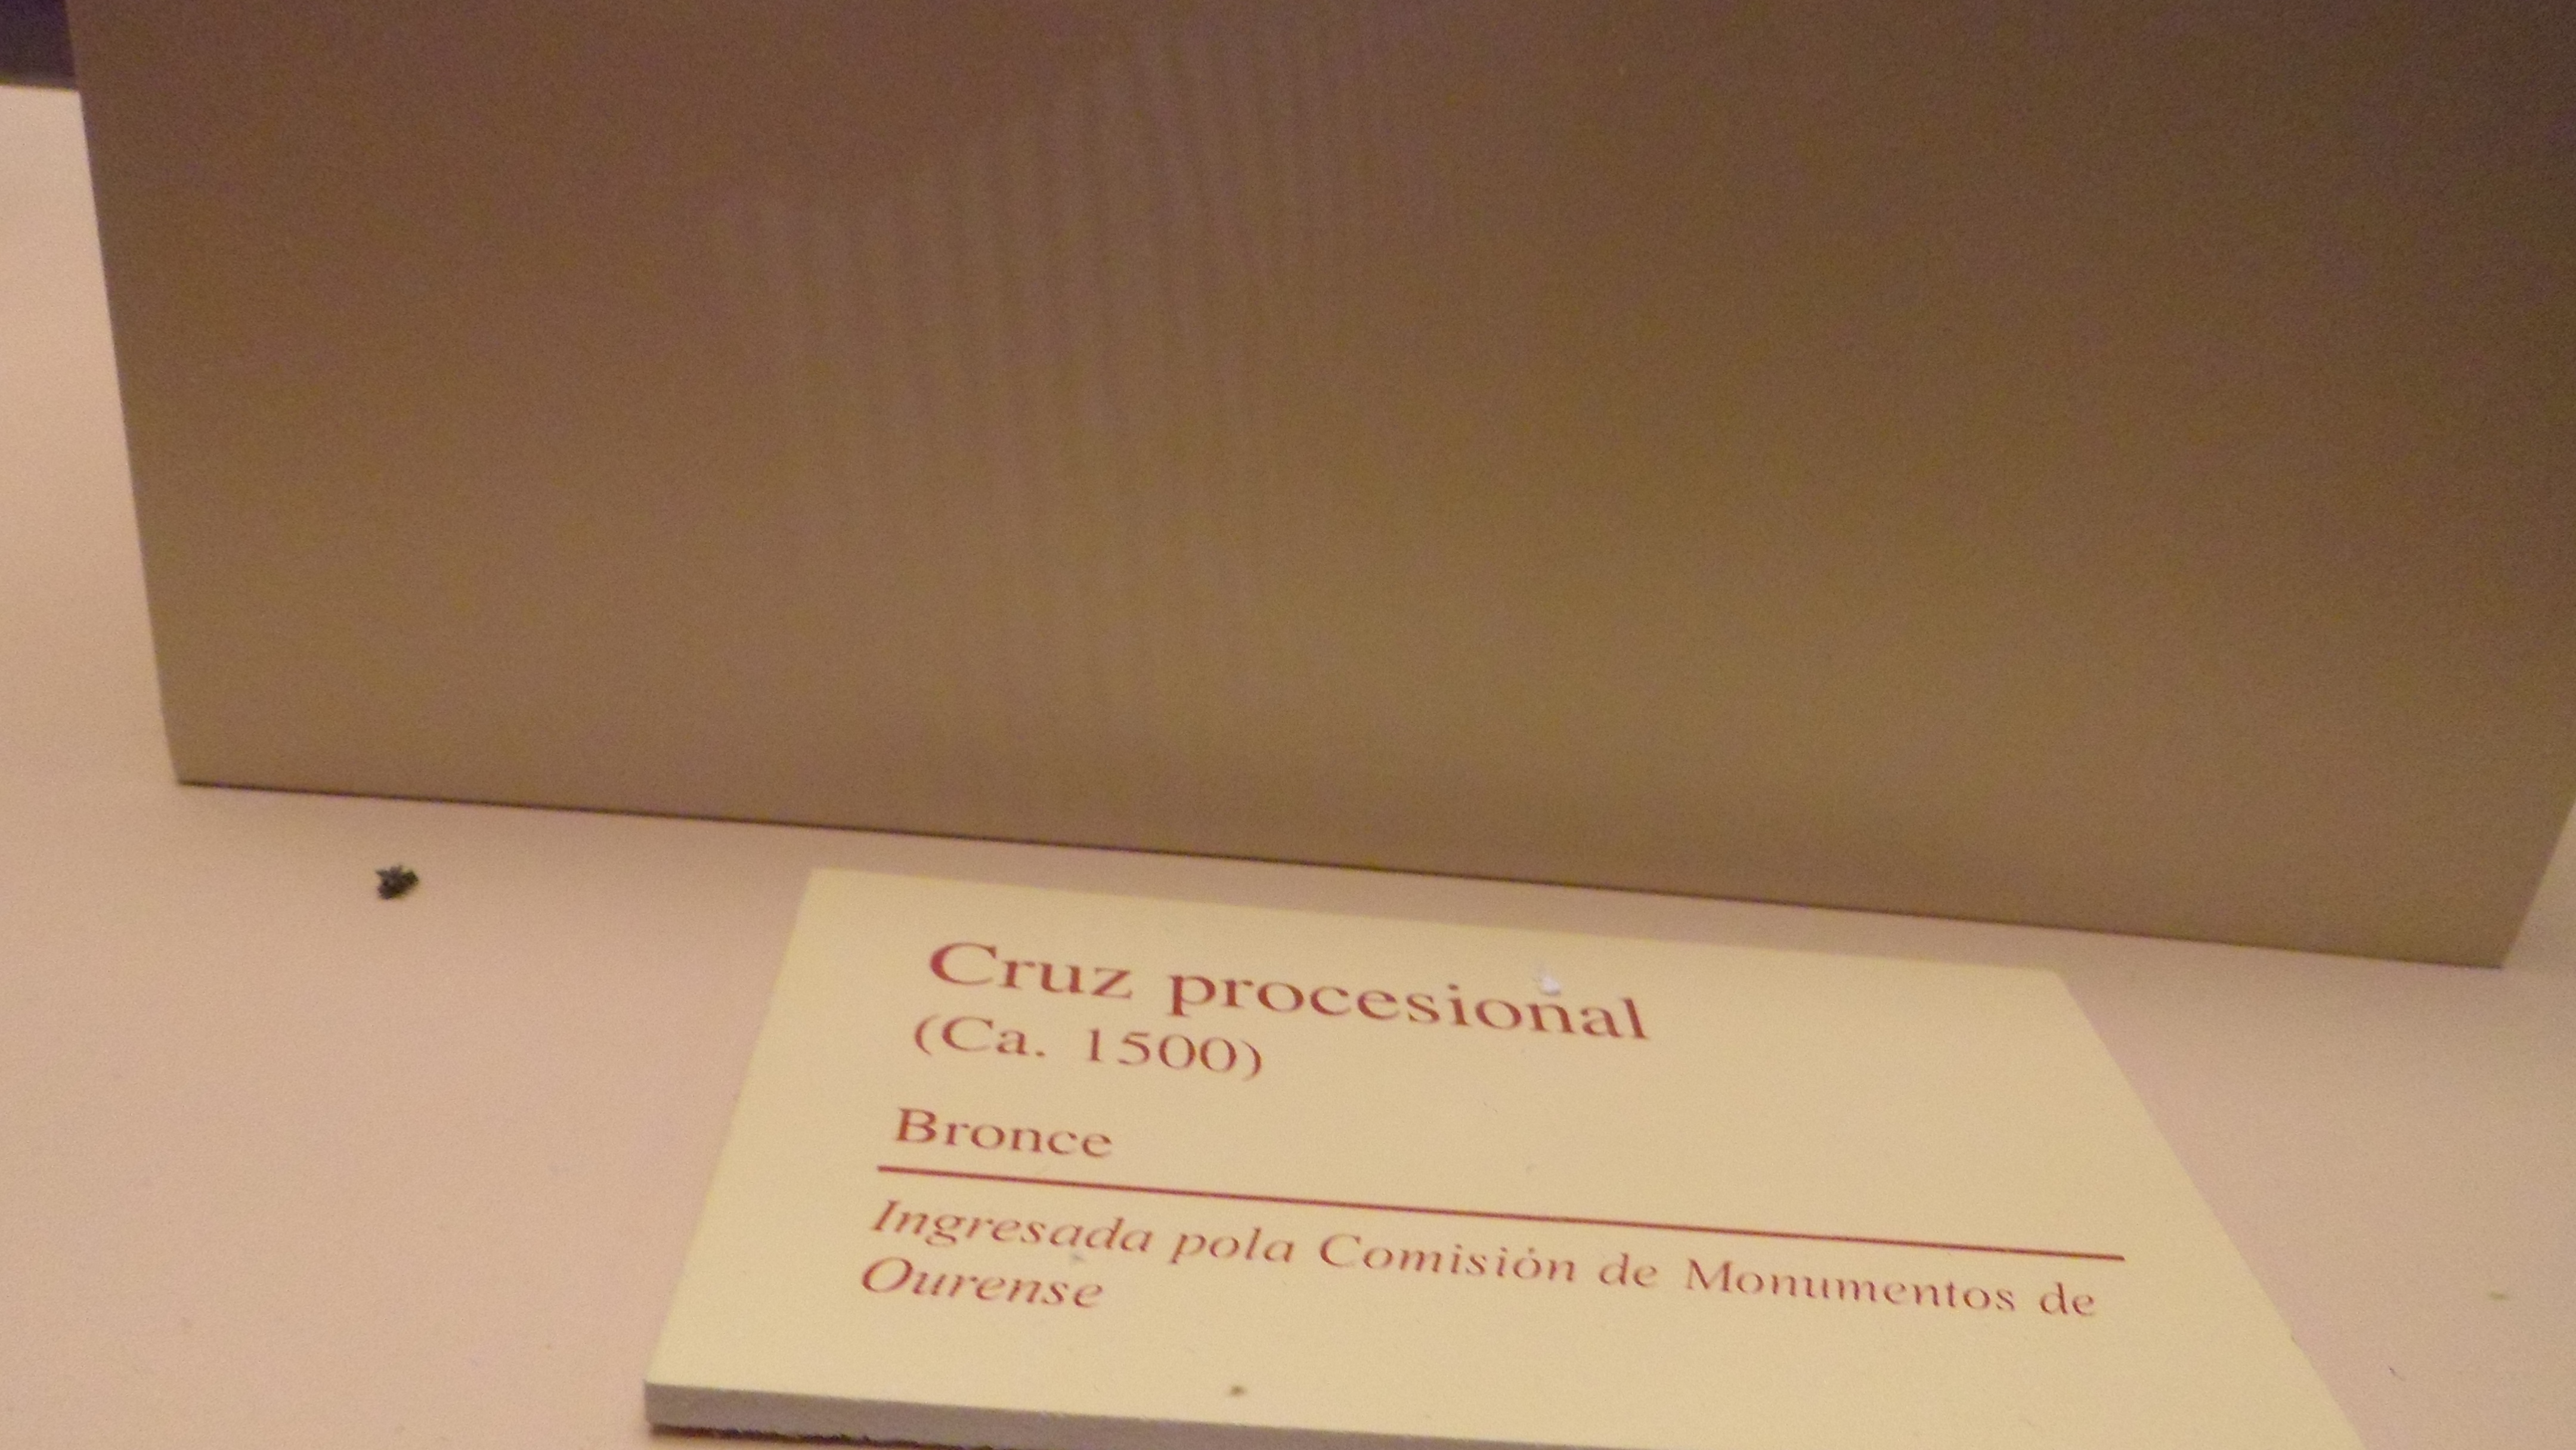 Cruz procesional
(Ca. 1500)
Bronce
Ingresada pola Comisión de Monumentos de
Ourense